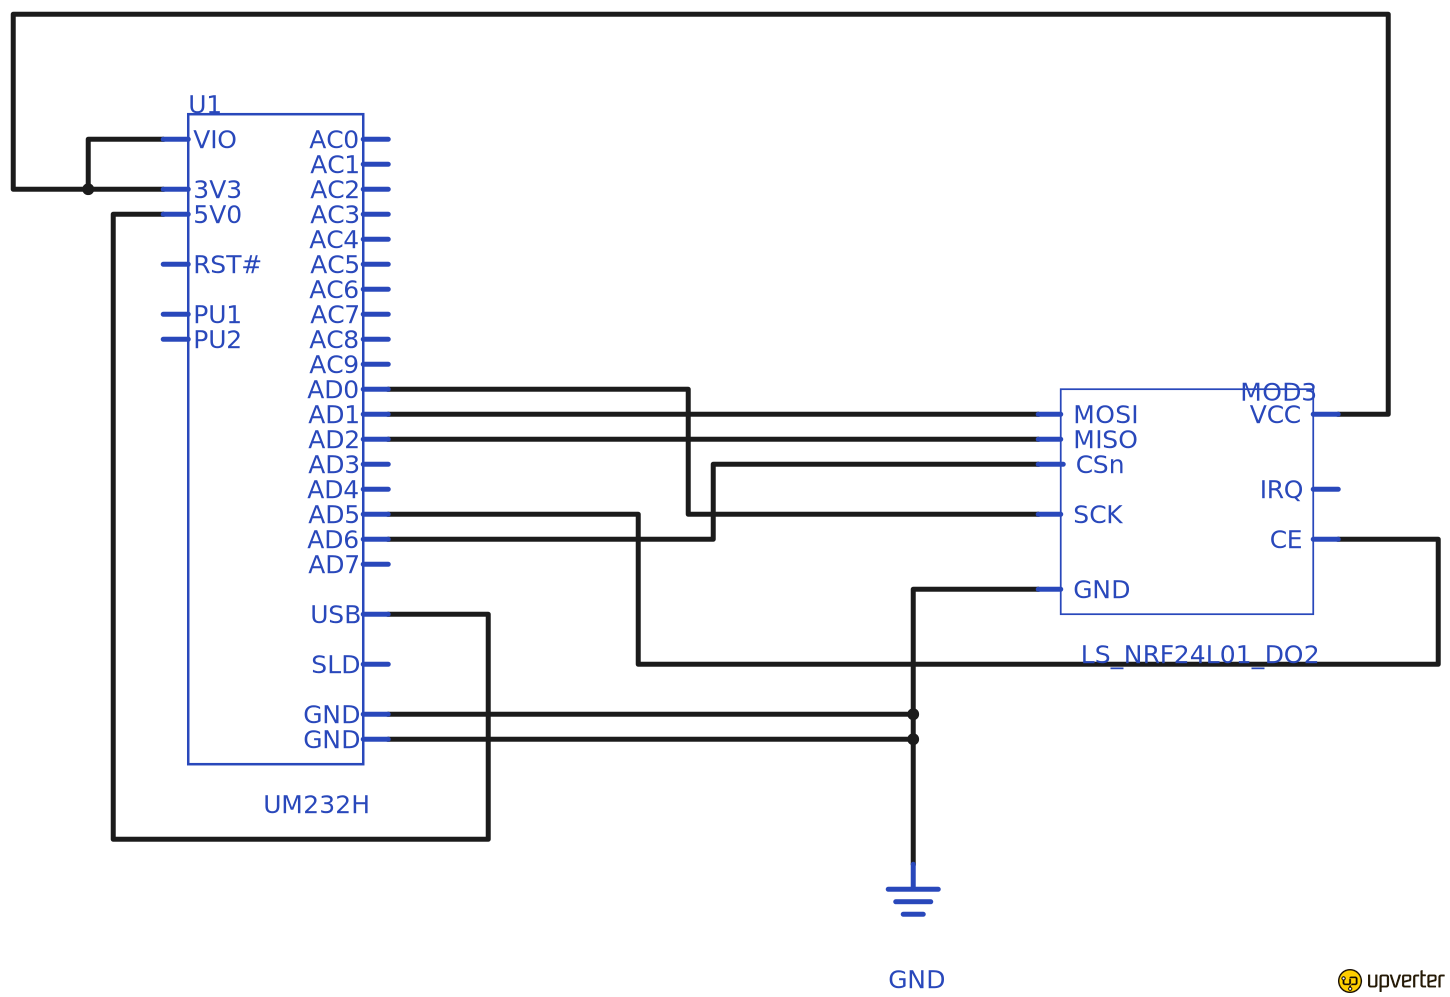 U1
VIO
3V3
5V0
RST#
PU1
PU2
AC0
AC1
AC2
AC3
AC4
AC5
AC6
AC7
AC8
AC9
AD0
AD1
AD2
AD3
AD4
AD5
AD6
AD7
USB
SLD
GND
GND
UM232H
MOD3
MOSI
MISO
CSn
SCK
GND
VCC
IRQ
CE
LS_NRF24L01_DO2
GND
upverter